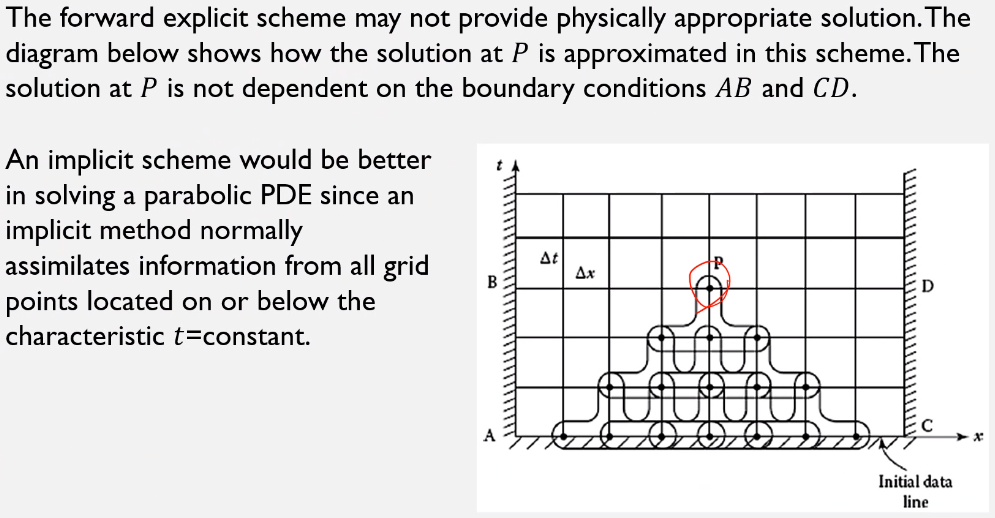 The forward explicit scheme may not provide physically appropriate solution. The
diagram below shows how the solution at P is approximated in this scheme. The
solution at P is not dependent on the boundary conditions AB and CD.
An implicit scheme would be better
in solving a parabolic PDE since an
implicit method normally
assimilates information from all grid
points located on or below the
characteristic t=constant.
t
Δt
P
Δx
B
D
A
C
x
Initial data
line